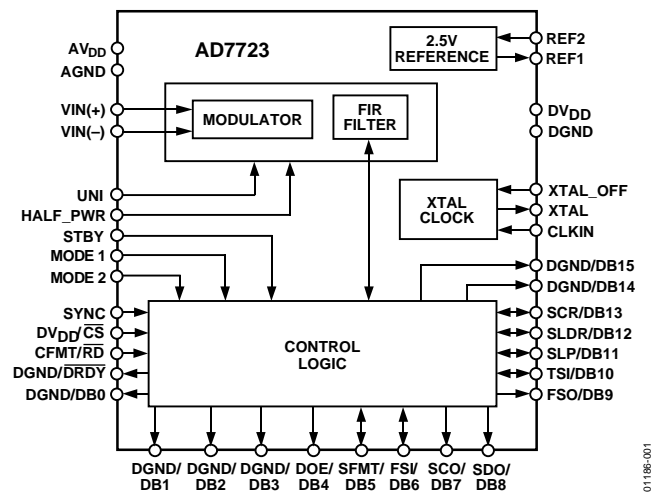 AD7723
AVDD
AGND
VIN(+)
VIN(–)
UNI
HALF_PWR
STBY
MODE 1
MODE 2
SYNC
DVDD/CS
CFMT/RD
DGND/DRDY
DGND/DB0
MODULATOR
FIR
FILTER
2.5V
REFERENCE
XTAL
CLOCK
CONTROL
LOGIC
REF2
REF1
DVDD
DGND
XTAL_OFF
XTAL
CLKIN
DGND/DB15
DGND/DB14
SCR/DB13
SLDR/DB12
SLP/DB11
TSI/DB10
FSO/DB9
DGND/
DB1
DGND/
DB2
DGND/
DB3
DOE/
DB4
SFMT/
DB5
FSI/
DB6
SCO/
DB7
SDO/
DB8
01186-001